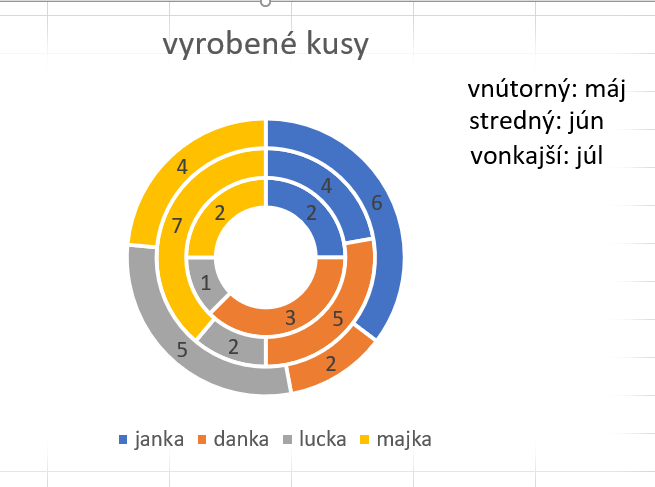 vyrobené kusy
vnútorný: máj
stredný: jún
vonkajší: júl
4
4
6
2
2
7
1
3
5
2
5
2
janka danka lucka majka